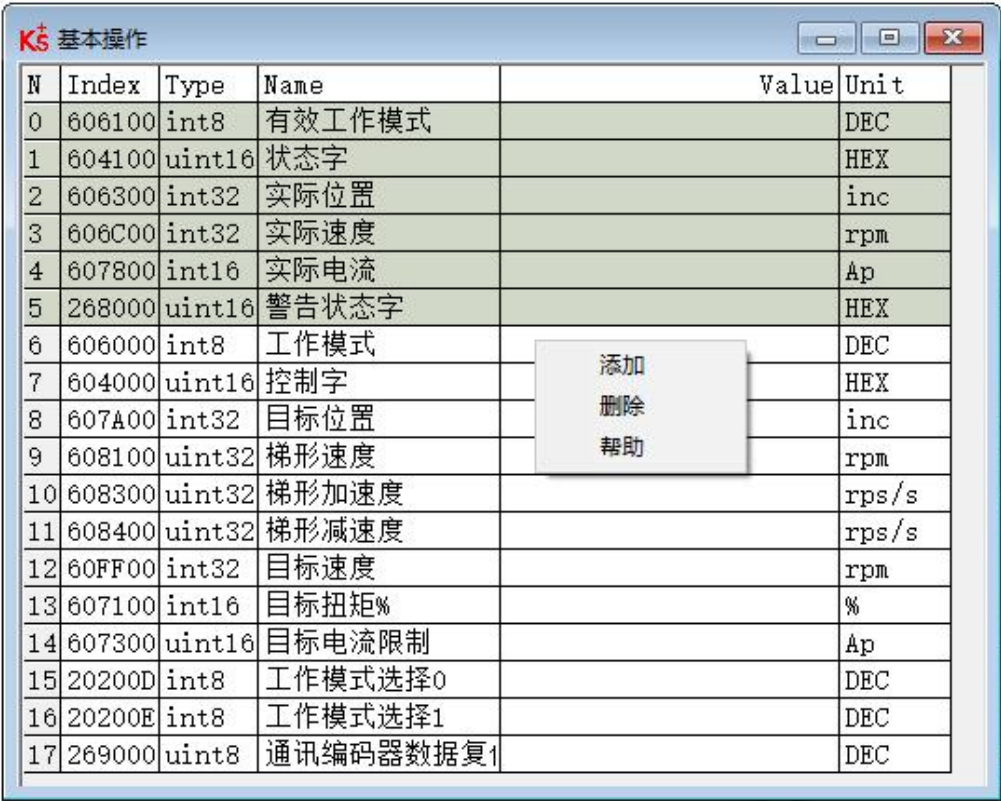 KS+ 基本操作
N Index Type Name Value Unit
0 606100 int8 有效工作模式 DEC
1 604100 uint16 状态字 HEX
2 606300 int32 实际位置 inc
3 606C00 int32 实际速度 rpm
4 607800 int16 实际电流 Ap
5 268000 uint16 警告状态字 HEX
6 606000 int8 工作模式 DEC
添加
7 604000 uint16 控制字 HEX
删除
8 607A00 int32 目标位置 inc
帮助
9 608100 uint32 梯形速度 rpm
10 608300 uint32 梯形加速度 rps/s
11 608400 uint32 梯形减速度 rps/s
12 60FF00 int32 目标速度 rpm
13 607100 int16 目标扭矩% %
14 607300 uint16 目标电流限制 Ap
15 20200D int8 工作模式选择0 DEC
16 20200E int8 工作模式选择1 DEC
17 269000 uint8 通讯编码器数据复 DEC